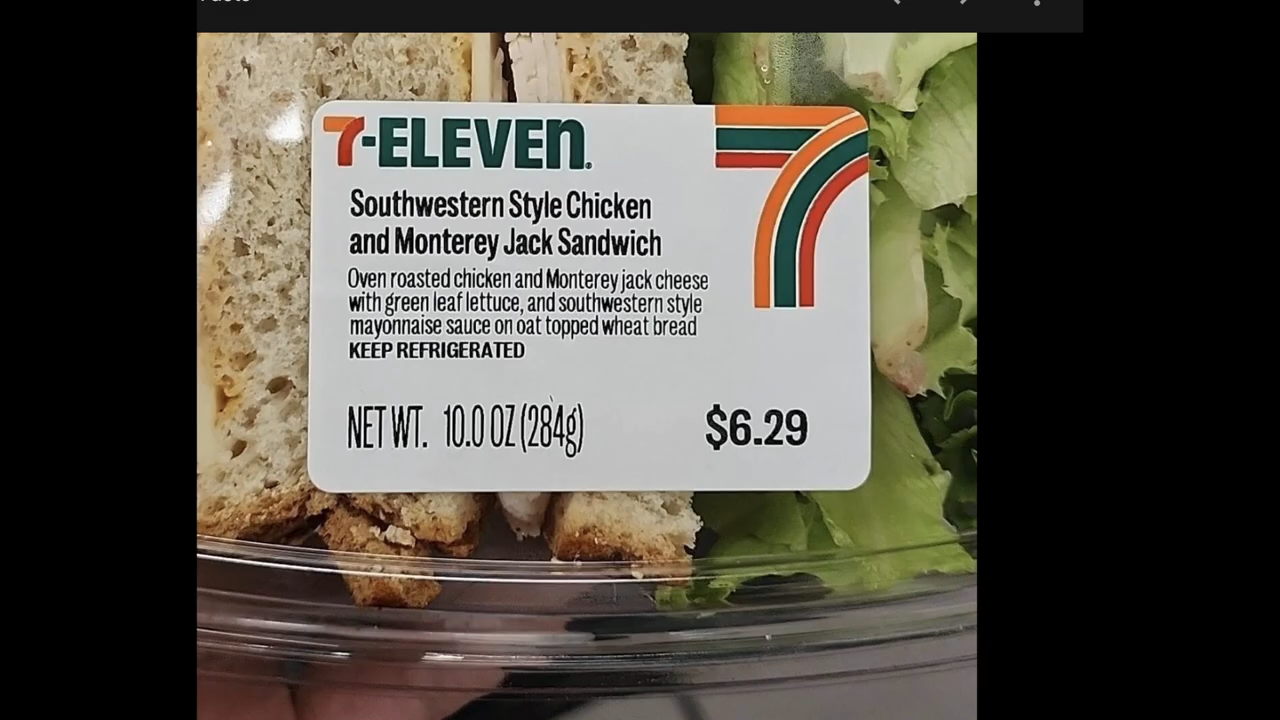 7-ELEVEn.
Southwestern Style Chicken
and Monterey Jack Sandwich
Oven roasted chicken and Monterey jack cheese
with green leaf lettuce, and southwestern style
mayonnaise sauce on oat topped wheat bread
KEEP REFRIGERATED
NET WT. 10.0 OZ (284g)
$6.29